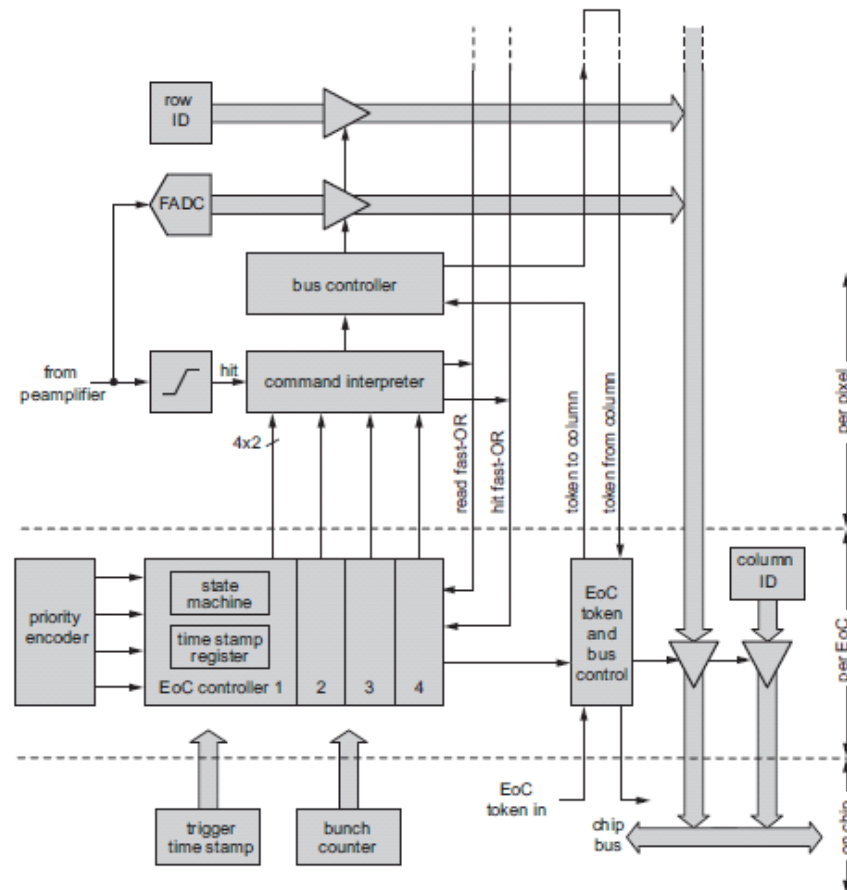 row
ID
FADC
bus controller
from
peamplifier
hit
command interpreter
4x2
read fast-OR
hit fast-OR
token to column
token from column
per pixel
priority
encoder
state
machine
time stamp
register
EoC controller 1
2
3
4
EoC
token
and
bus
control
column
ID
per EoC
trigger
time stamp
bunch
counter
EoC
token in
chip
bus
on chip